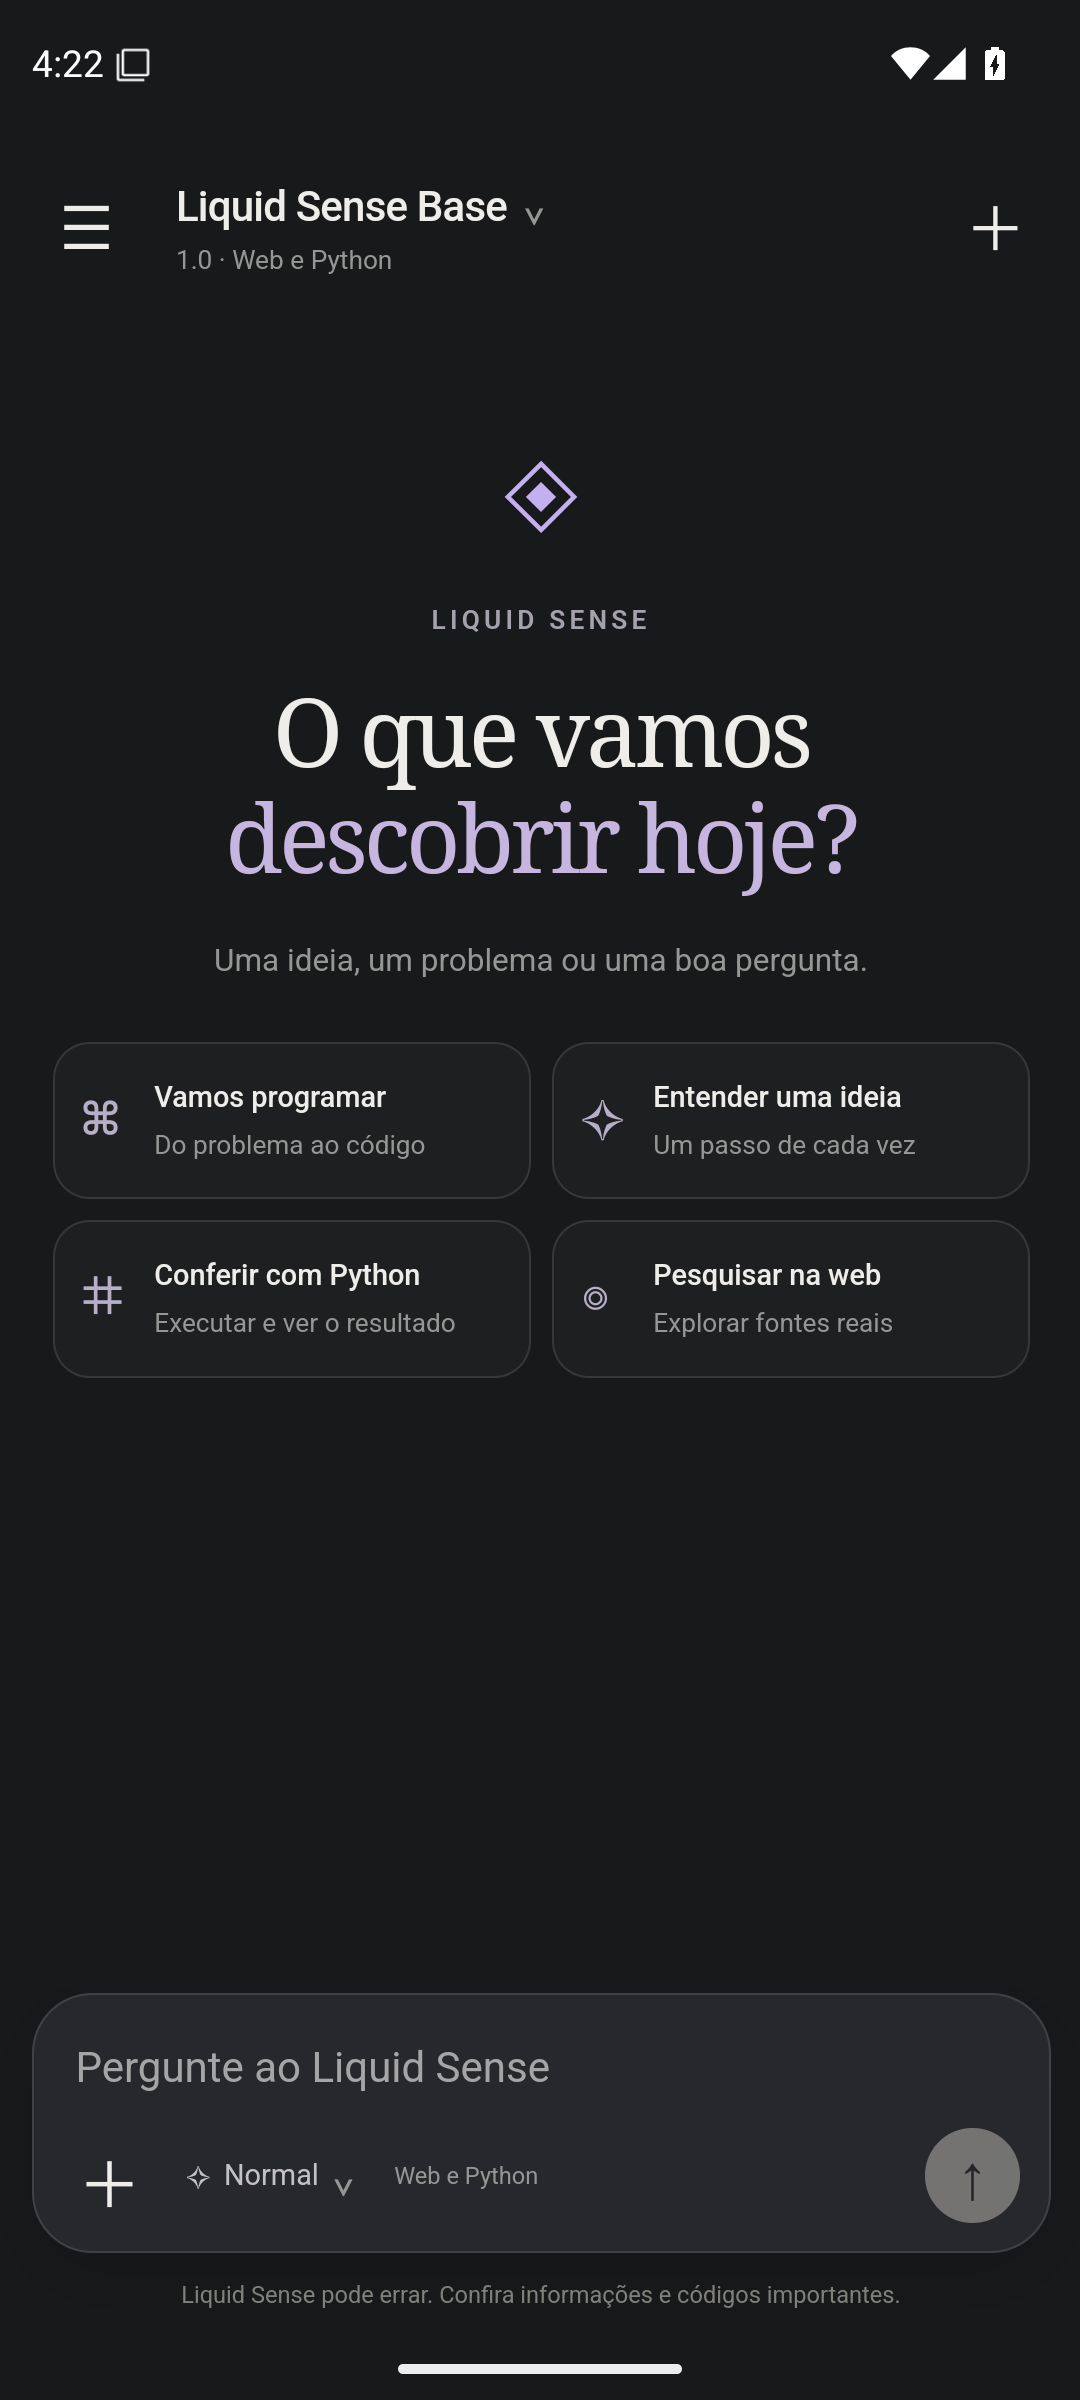 4:22
Liquid Sense Base
1.0 · Web e Python
LIQUID SENSE
O que vamos
descobrir hoje?
Uma ideia, um problema ou uma boa pergunta.
Vamos programar
Do problema ao código
Entender uma ideia
Um passo de cada vez
Conferir com Python
Executar e ver o resultado
Pesquisar na web
Explorar fontes reais
Pergunte ao Liquid Sense
Normal
Web e Python
Liquid Sense pode errar. Confira informações e códigos importantes.